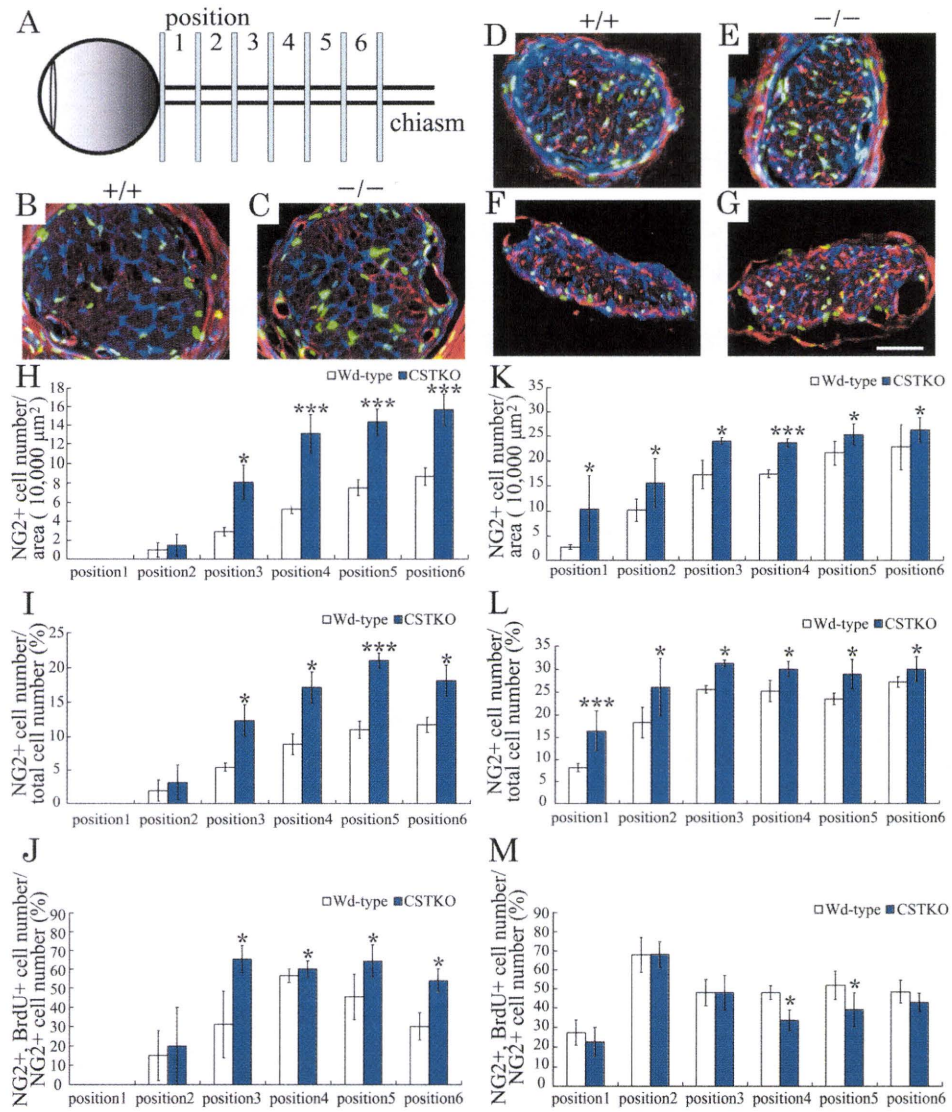 A
position
1 2 3 4 5 6
chiasm
D
+/+
E
−/−
B
+/+
C
−/−
F
G
H
□Wd-type ■CSTKO
NG2+ cell number/
area ( 10,000 μm²)
18
16
14
12
10
8
6
4
2
0
* *** *** ***
position1 position2 position3 position4 position5 position6
K
□Wd-type ■CSTKO
NG2+ cell number/
area ( 10,000 μm²)
35
30
25
20
15
10
5
0
* * * *** * *
position1 position2 position3 position4 position5 position6
I
□Wd-type ■CSTKO
NG2+ cell number/
total cell number (%)
25
20
15
10
5
0
* * *** *
position1 position2 position3 position4 position5 position6
L
□Wd-type ■CSTKO
NG2+ cell number/
total cell number (%)
35
30
25
20
15
10
5
0
*** * * * * *
position1 position2 position3 position4 position5 position6
J
□Wd-type ■CSTKO
NG2+, BrdU+ cell number/
NG2+ cell number (%)
90
80
70
60
50
40
30
20
10
0
* * * *
position1 position2 position3 position4 position5 position6
M
□Wd-type ■CSTKO
NG2+, BrdU+ cell number/
NG2+ cell number (%)
90
80
70
60
50
40
30
20
10
0
* *
position1 position2 position3 position4 position5 position6